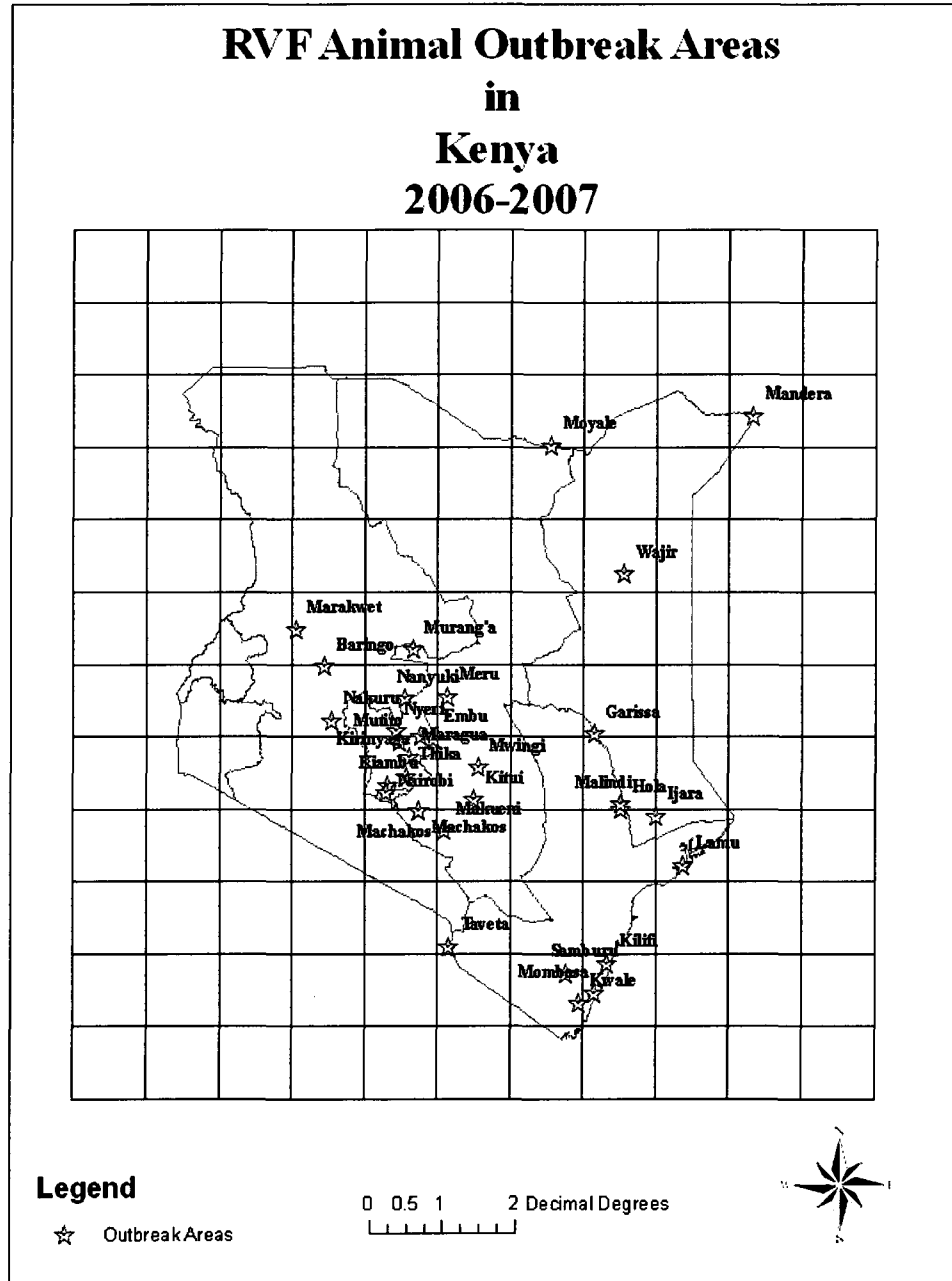 RVF Animal Outbreak Areas
in
Kenya
2006-2007
Mandera
Moyale
Wajir
Marakwet
Murang'a
Baringo
Nanyuki
Meru
Nakuru
Nyeri
Embu
Garissa
Maragua
Kirinyaga
Mwingi
Thika
Kiambu
Kitui
Nairobi
Malindi
Hola
Ijara
Makueni
Machakos
Machakos
Lamu
Taveta
Kilifi
Samburu
Mombasa
Kwale
Legend
Outbreak Areas
0 0.5 1 2 Decimal Degrees